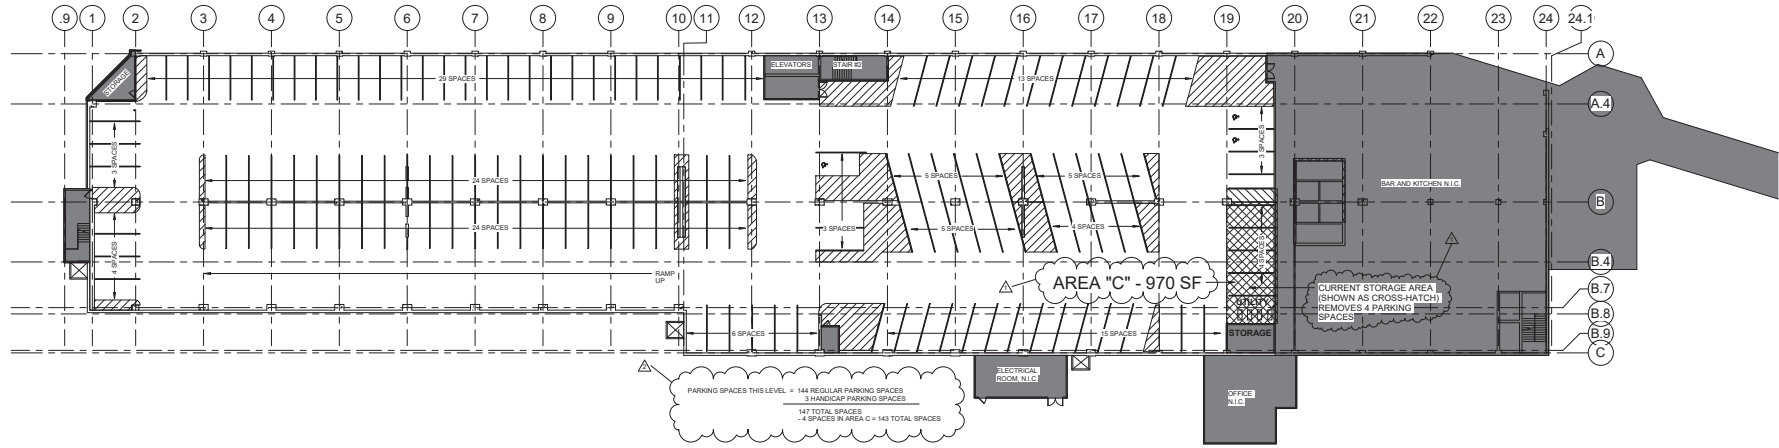 .9 1 2 3 4 5 6 7 8 9 10 11 12 13 14 15 16 17 18 19 20 21 22 23 24 24.1
A
STORAGE
29 SPACES
ELEVATORS
STAIR #2
13 SPACES
A.4
3 SPACES
3 SPACES
24 SPACES
5 SPACES
5 SPACES
BAR AND KITCHEN N.I.C.
B
4 SPACES
24 SPACES
3 SPACES
5 SPACES
4 SPACES
4 SPACES
B.4
RAMP
UP
1
AREA "C" - 970 SF
1
CURRENT STORAGE AREA
(SHOWN AS CROSS-HATCH)
REMOVES 4 PARKING
SPACES
B.7
UTILITY
B.8
6 SPACES
15 SPACES
STORAGE
B.9
C
2
ELECTRICAL
ROOM, N.I.C
PARKING SPACES THIS LEVEL = 144 REGULAR PARKING SPACES
3 HANDICAP PARKING SPACES
147 TOTAL SPACES
- 4 SPACES IN AREA C = 143 TOTAL SPACES
OFFICE
N.I.C.